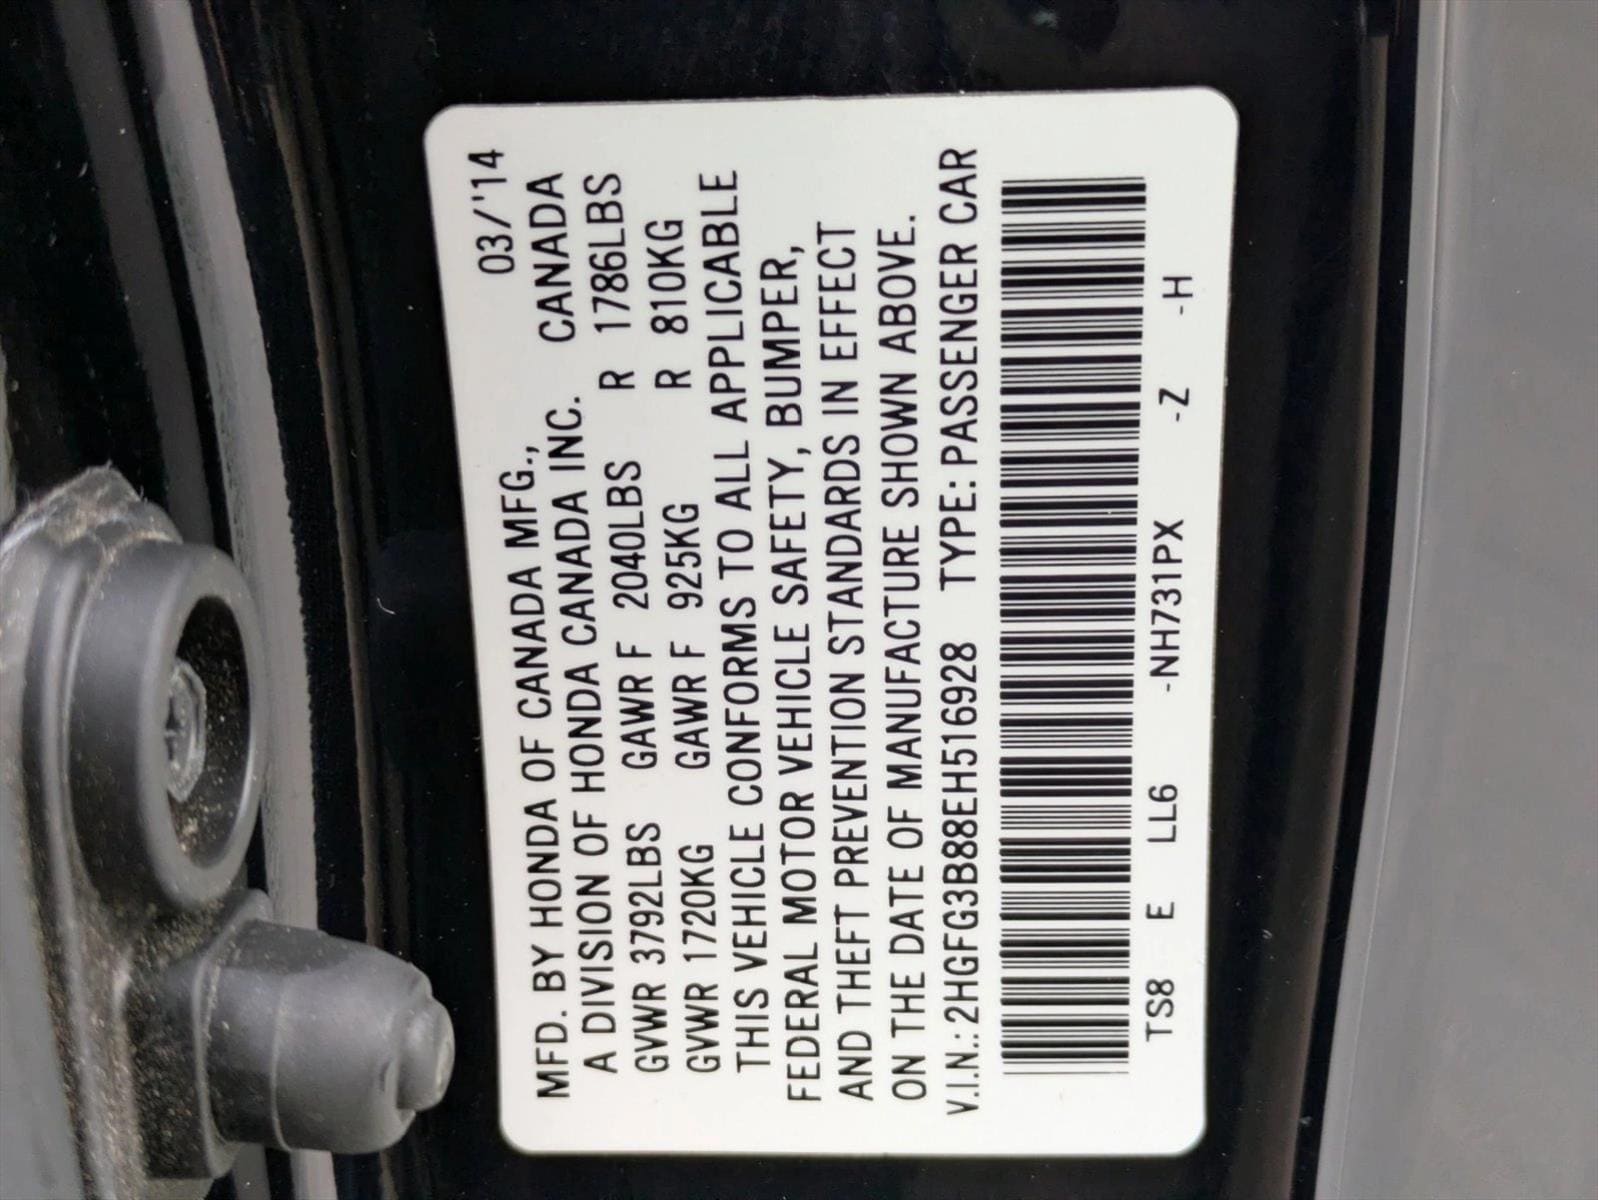 03/'14
MFD. BY HONDA OF CANADA MFG.,
A DIVISION OF HONDA CANADA INC. CANADA
GVWR 3792LBS GAWR F 2040LBS R 1786LBS
GVWR 1720KG GAWR F 925KG R 810KG
THIS VEHICLE CONFORMS TO ALL APPLICABLE
FEDERAL MOTOR VEHICLE SAFETY, BUMPER,
AND THEFT PREVENTION STANDARDS IN EFFECT
ON THE DATE OF MANUFACTURE SHOWN ABOVE.
V.I.N.: 2HGFG3B88EH516928 TYPE: PASSENGER CAR
TS8 E LL6 -NH731PX -Z -H